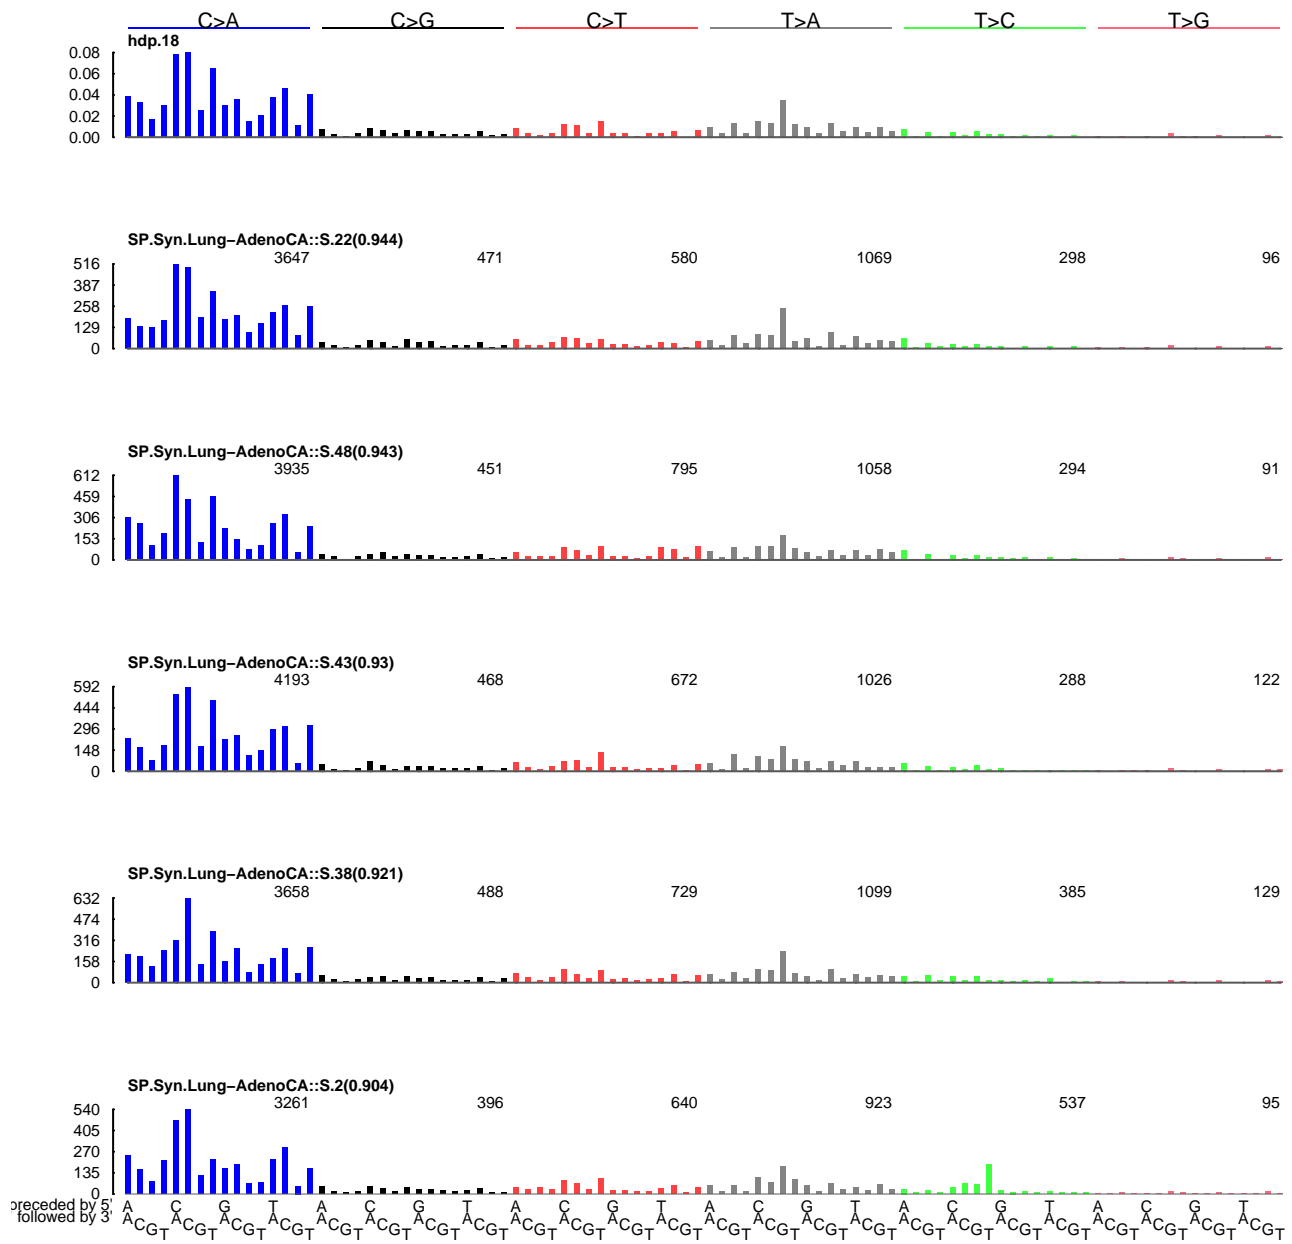 C>A C>G C>T T>A T>C T>G
hdp.18
0.08
0.06
0.04
0.02
0.00
SP.Syn.Lung−AdenoCA::S.22(0.944)
3647 471 580 1069 298 96
516
387
258
129
0
SP.Syn.Lung−AdenoCA::S.48(0.943)
3935 451 795 1058 294 91
612
459
306
153
0
SP.Syn.Lung−AdenoCA::S.43(0.93)
4193 468 672 1026 288 122
592
444
296
148
0
SP.Syn.Lung−AdenoCA::S.38(0.921)
3658 488 729 1099 385 129
632
474
316
158
0
SP.Syn.Lung−AdenoCA::S.2(0.904)
3261 396 640 923 537 95
540
405
270
135
0
preceded by 5' A C G T A C G T A C G T A C G T A C G T A C G T
followed by 3' A C G T A C G T A C G T A C G T A C G T A C G T A C G T A C G T A C G T A C G T A C G T A C G T A C G T A C G T A C G T A C G T A C G T A C G T A C G T A C G T A C G T A C G T A C G T A C G T